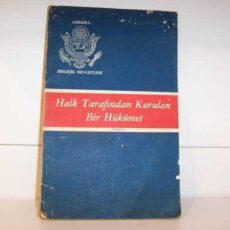 AMERİKA
BİRLEŞİK DEVLETLERİ
Halk Tarafından Kurulan
Bir Hükümet